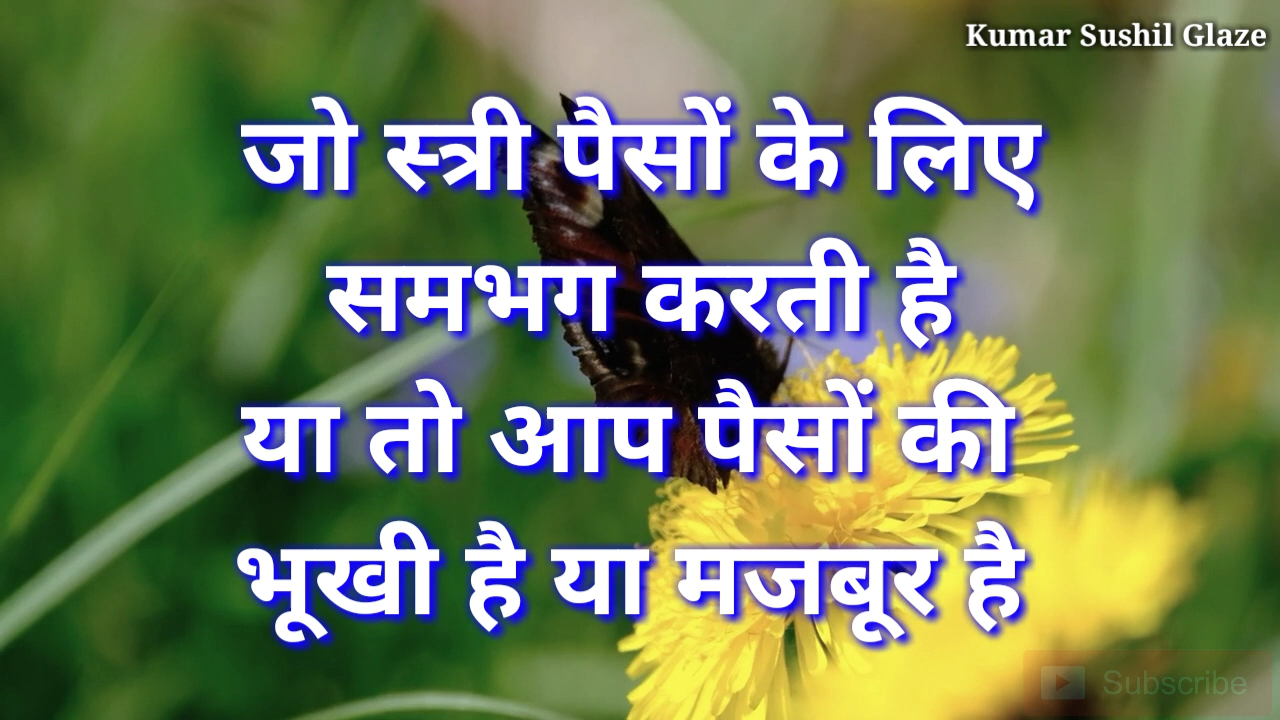 Kumar Sushil Glaze
जो स्त्री पैसों के लिए
समभग करती है
या तो आप पैसों की
भूखी है या मजबूर है
Subscribe